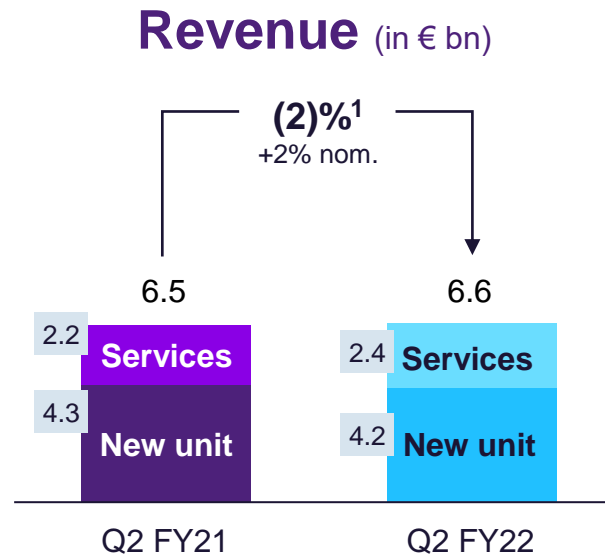 Revenue (in € bn)
(2)%¹
+2% nom.
6.5
6.6
2.2
Services
2.4
Services
4.3
New unit
4.2
New unit
Q2 FY21
Q2 FY22